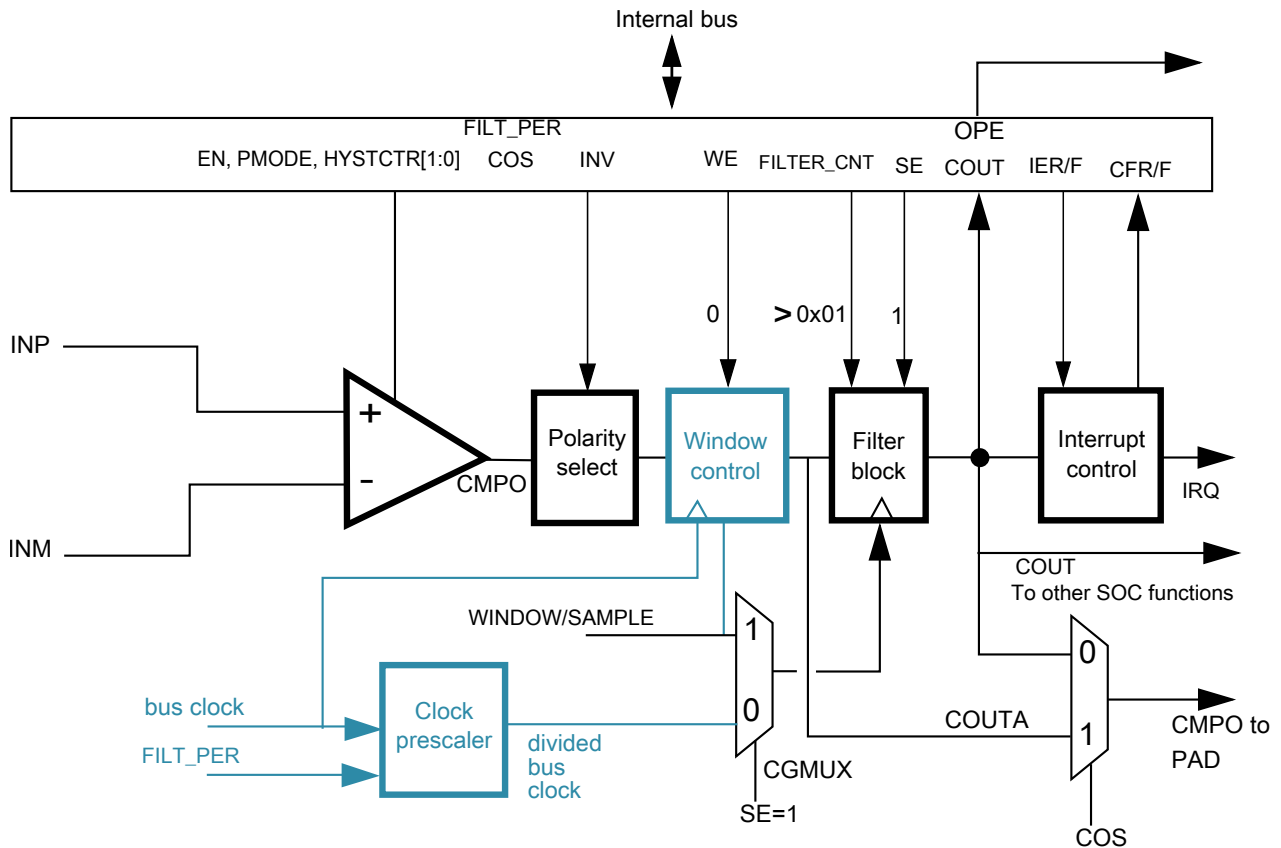 Internal bus
FILT_PER
OPE
EN, PMODE, HYSTCTR[1:0]
COS
INV
WE
FILTER_CNT
SE
COUT
IER/F
CFR/F
0
> 0x01
1
INP
INM
+
-
CMPO
Polarity
select
Window
control
Filter
block
Interrupt
control
IRQ
COUT
To other SOC functions
WINDOW/SAMPLE
1
0
CGMUX
SE=1
bus clock
FILT_PER
Clock
prescaler
divided
bus
clock
COUTA
0
1
COS
CMPO to
PAD